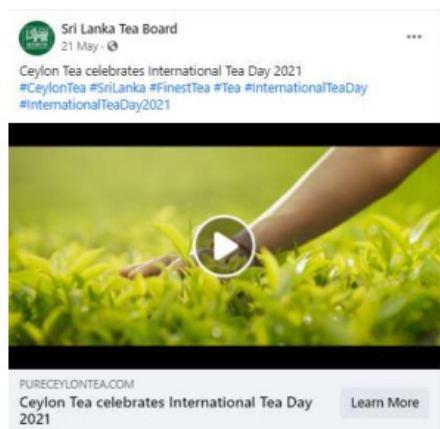 Sri Lanka Tea Board
21 May ·
Ceylon Tea celebrates International Tea Day 2021
#CeylonTea #SriLanka #FinestTea #Tea #InternationalTeaDay
#InternationalTeaDay2021
PURECEYLONTEA.COM
Ceylon Tea celebrates International Tea Day
2021
Learn More